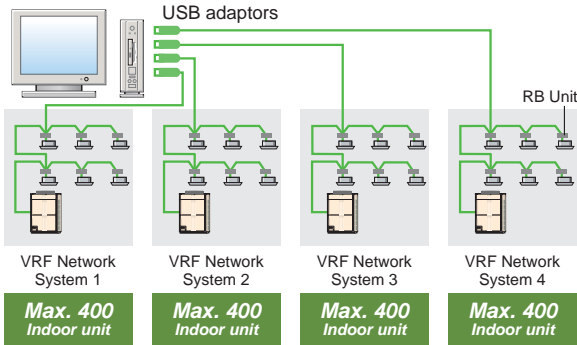 USB adaptors
RB Unit
VRF Network
System 1
VRF Network
System 2
VRF Network
System 3
VRF Network
System 4
Max. 400
Indoor unit
Max. 400
Indoor unit
Max. 400
Indoor unit
Max. 400
Indoor unit